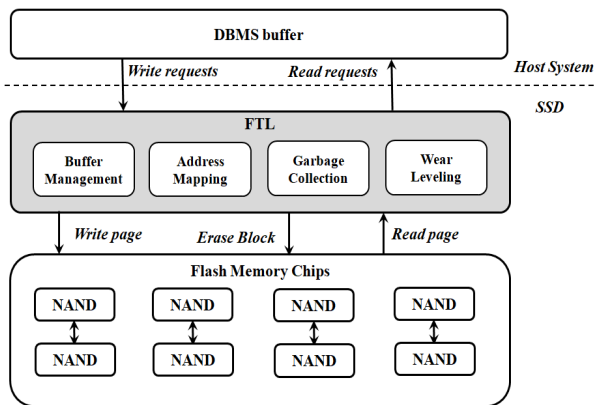 DBMS buffer
Write requests
Read requests
Host System
SSD
FTL
Buffer
Management
Address
Mapping
Garbage
Collection
Wear
Leveling
Write page
Erase Block
Read page
Flash Memory Chips
NAND
NAND
NAND
NAND
NAND
NAND
NAND
NAND